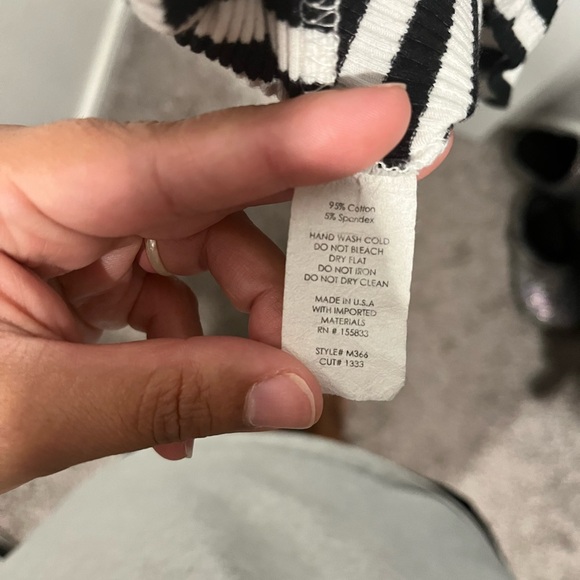 95% Cotton
5% Spandex
HAND WASH COLD
DO NOT BLEACH
DRY FLAT
DO NOT IRON
DO NOT DRY CLEAN
MADE IN U.S.A
WITH IMPORTED
MATERIALS
RN # 155833
STYLE# M366
CUT# 1333